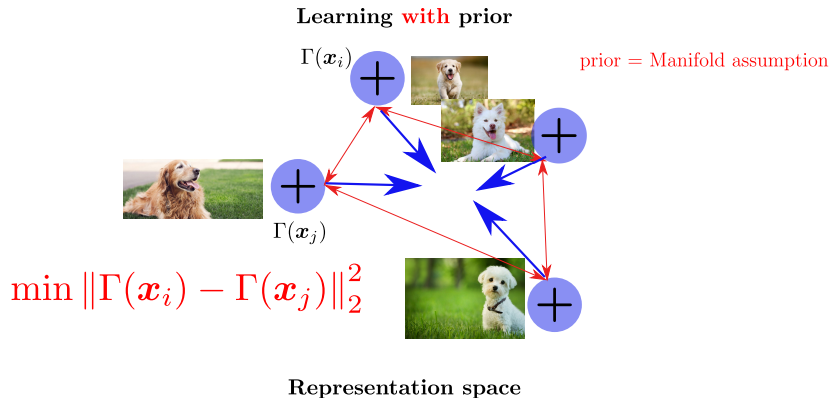 Learning with prior
Γ(𝒙ᵢ)
prior = Manifold assumption
Γ(𝒙ⱼ)
min ‖Γ(𝒙ᵢ) − Γ(𝒙ⱼ)‖₂²
Representation space